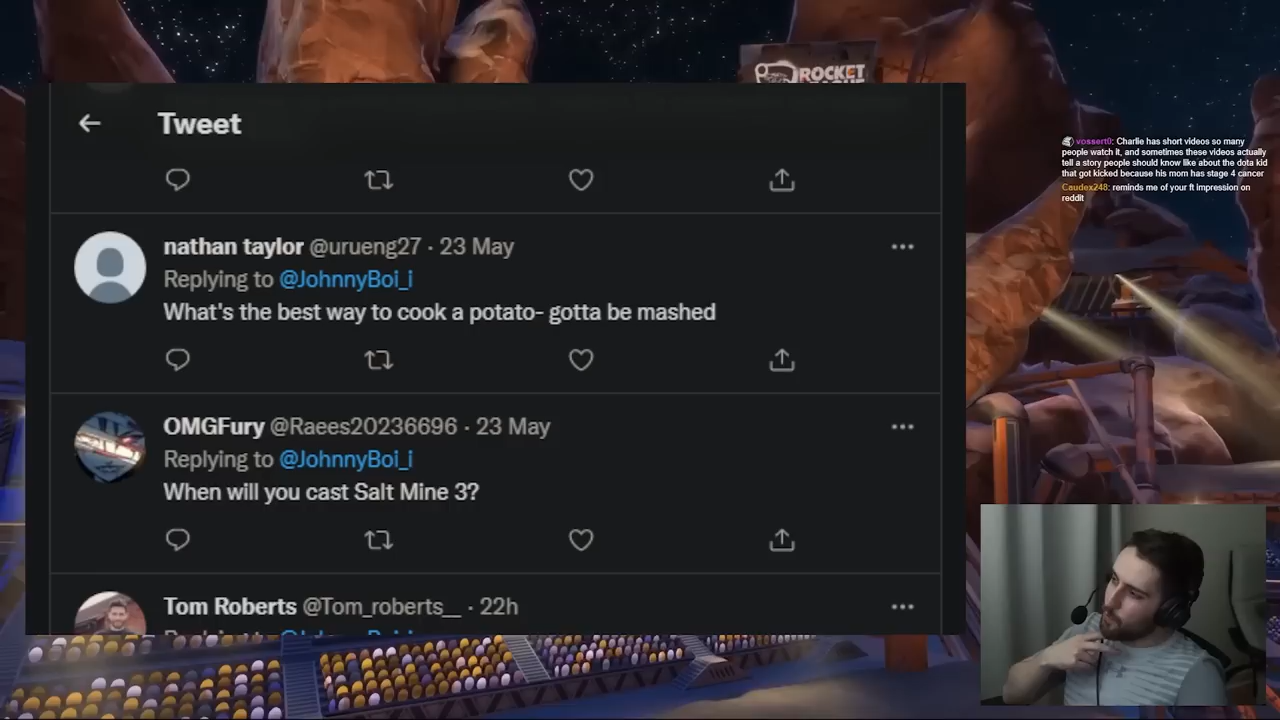 ROCKET
Tweet
nathan taylor @urueng27 · 23 May
Replying to @JohnnyBoi_i
What's the best way to cook a potato- gotta be mashed
OMGFury @Raees20236696 · 23 May
Replying to @JohnnyBoi_i
When will you cast Salt Mine 3?
Tom Roberts @Tom_roberts__ · 22h
vossert0: Charlie has short videos so many
people watch it, and sometimes these videos actually
tell a story people should know like about the dota kid
that got kicked because his mom has stage 4 cancer
Caudex248: reminds me of your ft impression on
reddit